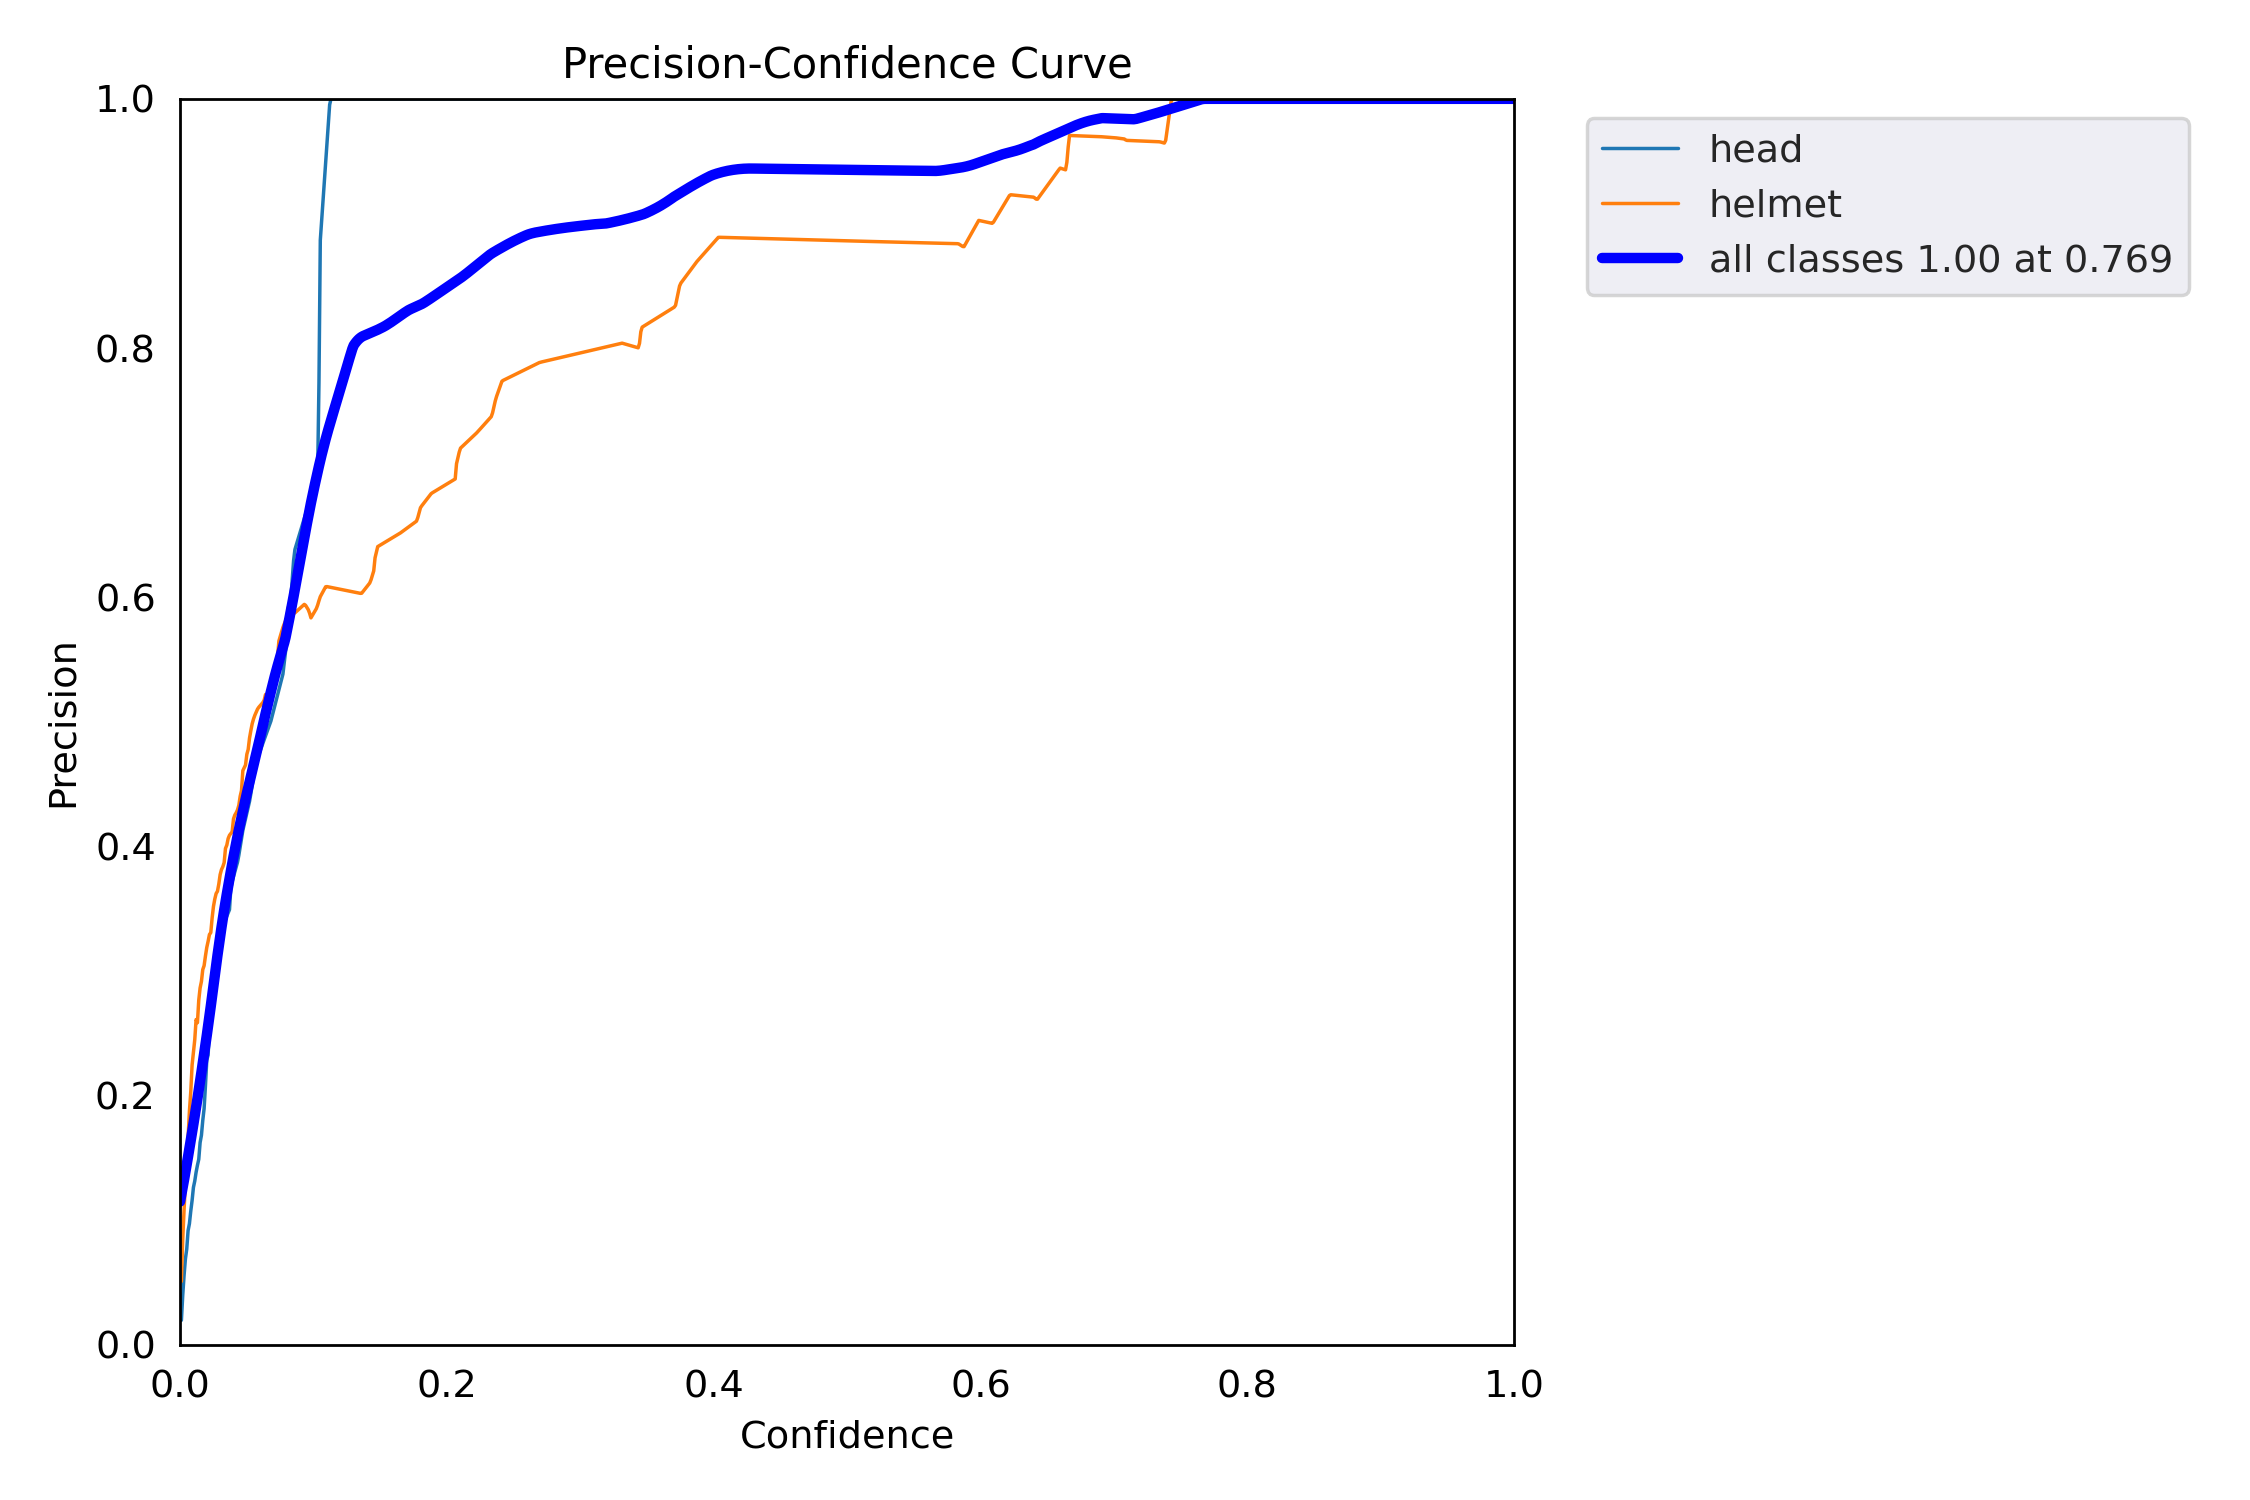 Precision-Confidence Curve
1.0
0.8
0.6
0.4
0.2
0.0
Precision
0.0 0.2 0.4 0.6 0.8 1.0
Confidence
head
helmet
all classes 1.00 at 0.769